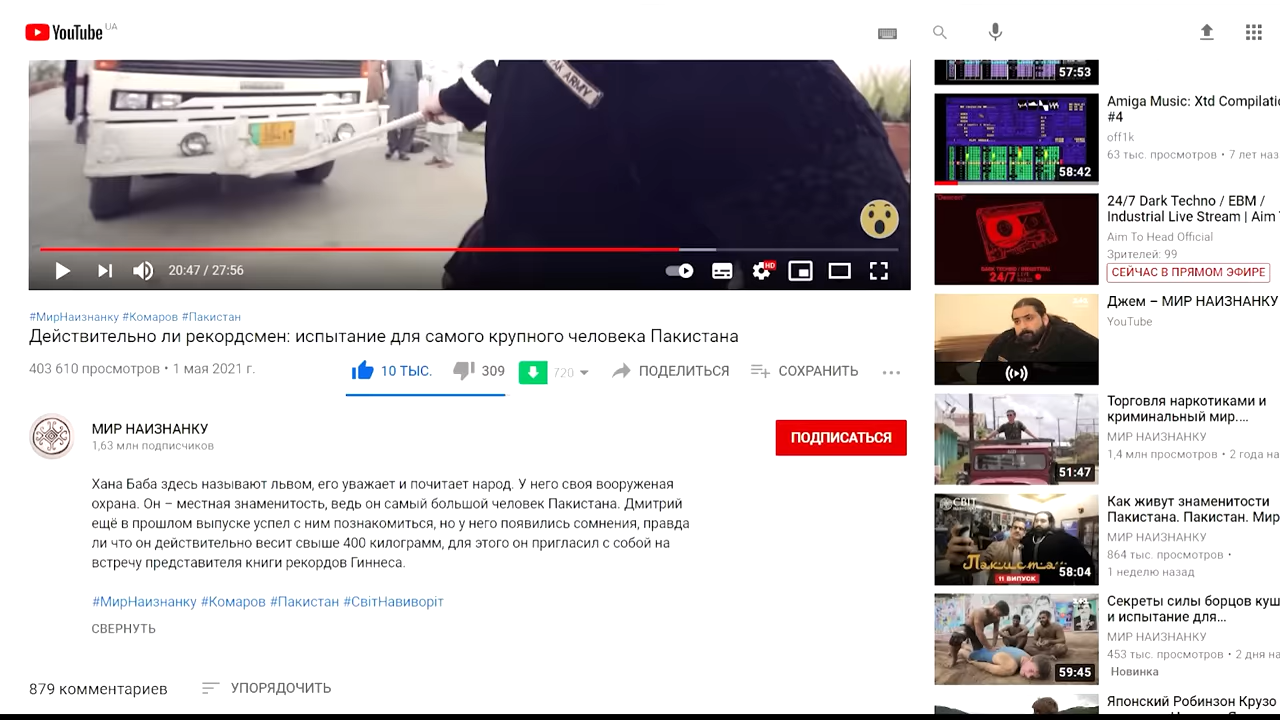 YouTube UA
20:47 / 27:56
HD
#МирНаизнанку #Комаров #Пакистан
Действительно ли рекордсмен: испытание для самого крупного человека Пакистана
403 610 просмотров • 1 мая 2021 г.
10 ТЫС.
309
720
ПОДЕЛИТЬСЯ
СОХРАНИТЬ
МИР НАИЗНАНКУ
1,63 млн подписчиков
ПОДПИСАТЬСЯ
Хана Баба здесь называют львом, его уважает и почитает народ. У него своя вооруженая
охрана. Он – местная знаменитость, ведь он самый большой человек Пакистана. Дмитрий
ещё в прошлом выпуске успел с ним познакомиться, но у него появились сомнения, правда
ли что он действительно весит свыше 400 килограмм, для этого он пригласил с собой на
встречу представителя книги рекордов Гиннеса.
#МирНаизнанку #Комаров #Пакистан #СвітНавиворіт
СВЕРНУТЬ
879 комментариев
УПОРЯДОЧИТЬ
57:53
58:42
Amiga Music: Xtd Compilati
#4
off1k
63 тыс. просмотров • 7 лет наз
24/7
24/7 Dark Techno / EBM /
Industrial Live Stream | Aim
Aim To Head Official
Зрителей: 99
СЕЙЧАС В ПРЯМОМ ЭФИРЕ
Джем – МИР НАИЗНАНКУ
YouTube
51:47
Торговля наркотиками и
криминальный мир....
МИР НАИЗНАНКУ
1,4 млн просмотров • 2 года на
СВІТ
Пакистан
11 ВИПУСК
58:04
Как живут знаменитости
Пакистана. Пакистан. Мир
МИР НАИЗНАНКУ
864 тыс. просмотров •
1 неделю назад
59:45
Секреты силы борцов куш
и испытание для...
МИР НАИЗНАНКУ
453 тыс. просмотров • 2 дня на
Новинка
Японский Робинзон Крузо